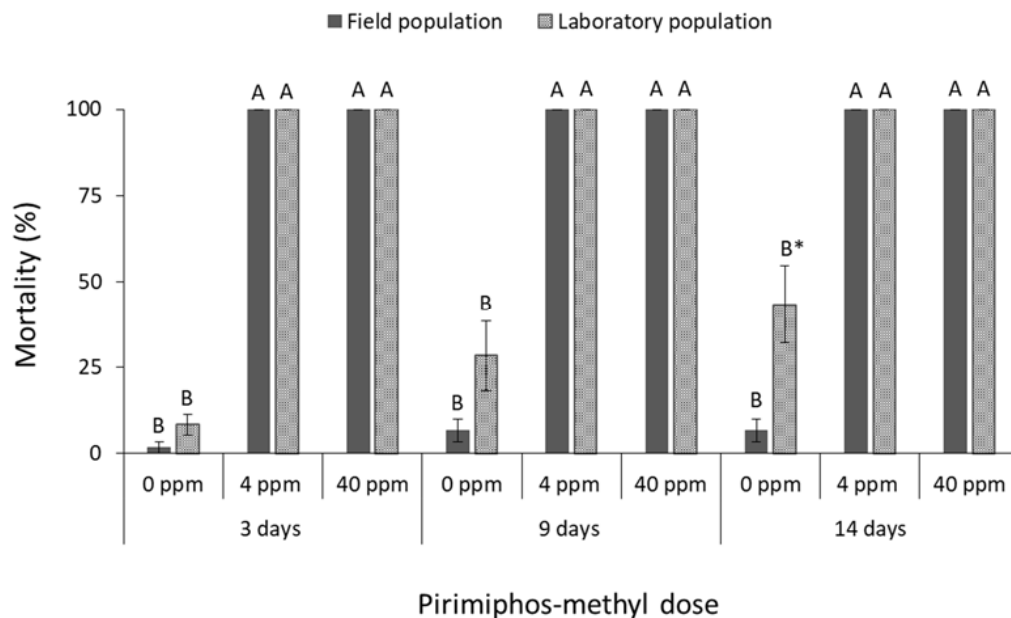 Field population Laboratory population
A A A A A A A A A A A A
100
75
B*
50
B
25
B B B B
0
0 ppm 4 ppm 40 ppm 0 ppm 4 ppm 40 ppm 0 ppm 4 ppm 40 ppm
3 days 9 days 14 days
Mortality (%)
Pirimiphos-methyl dose